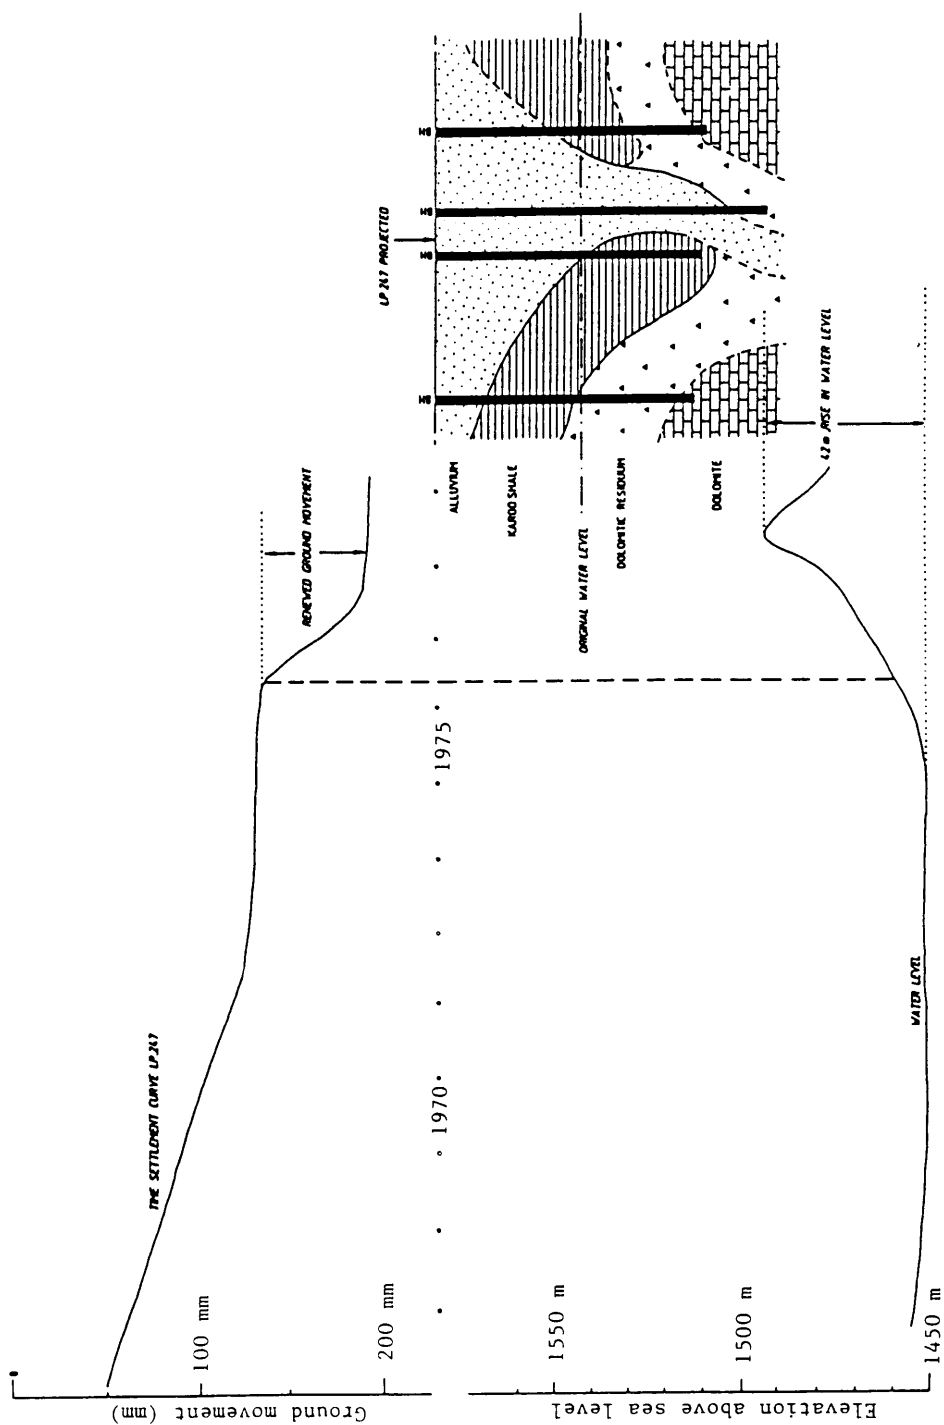 Ground movement (mm)
100 mm
200 mm
TIME SETTLEMENT CURVE LP.247
RENEWED GROUND MOVEMENT
1970
1975
LP.247 PROJECTED
ALLUVIUM
KAROO SHALE
ORIGINAL WATER LEVEL
DOLOMITIC RESIDUUM
DOLOMITE
Elevation above sea level
1550 m
1500 m
1450 m
WATER LEVEL
42 m RISE IN WATER LEVEL